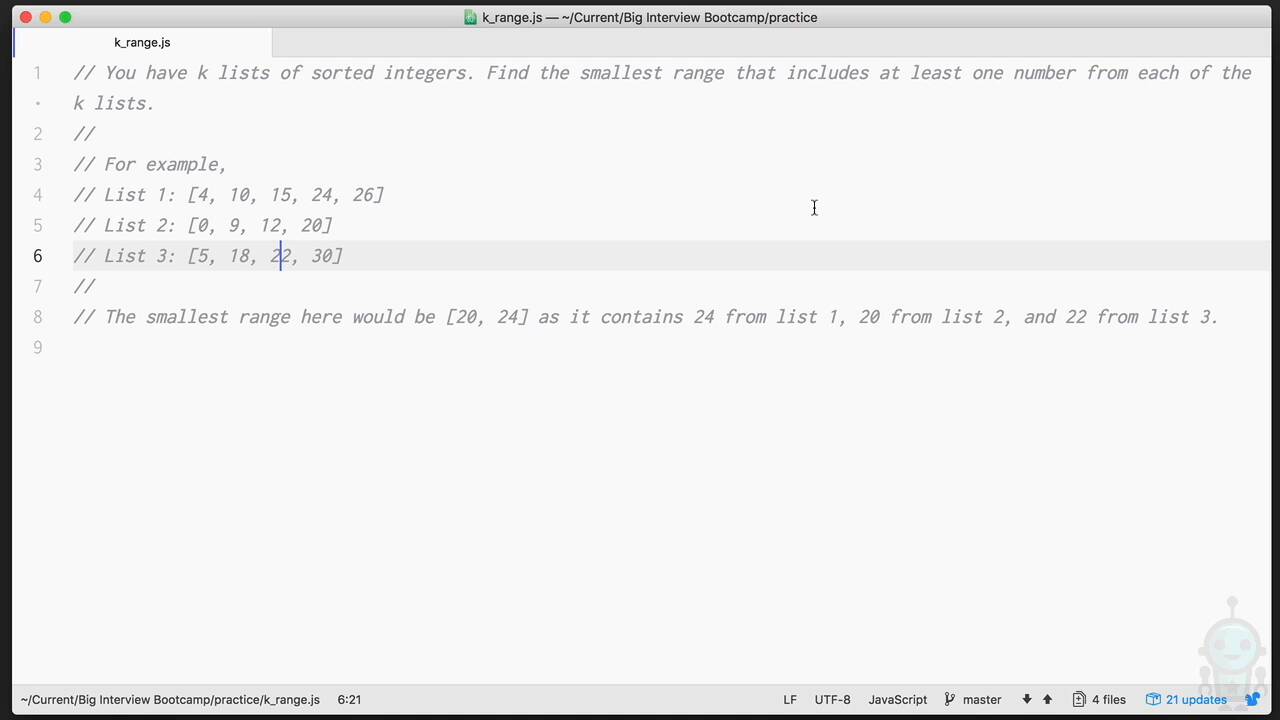 k_range.js — ~/Current/Big Interview Bootcamp/practice
k_range.js
1 // You have k lists of sorted integers. Find the smallest range that includes at least one number from each of the
• k lists.
2 //
3 // For example,
4 // List 1: [4, 10, 15, 24, 26]
5 // List 2: [0, 9, 12, 20]
6 // List 3: [5, 18, 22, 30]
7 //
8 // The smallest range here would be [20, 24] as it contains 24 from list 1, 20 from list 2, and 22 from list 3.
9
~/Current/Big Interview Bootcamp/practice/k_range.js 6:21 LF UTF-8 JavaScript master 4 files 21 updates